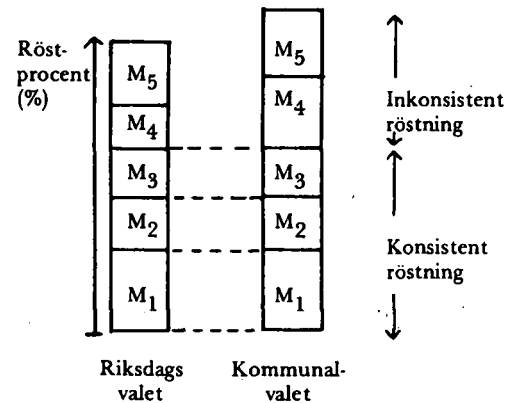 Röst-
procent
(%)
M5
M4
M3
M2
M1
M5
M4
M3
M2
M1
Inkonsistent
röstning
Konsistent
röstning
Riksdags
valet
Kommunal-
valet